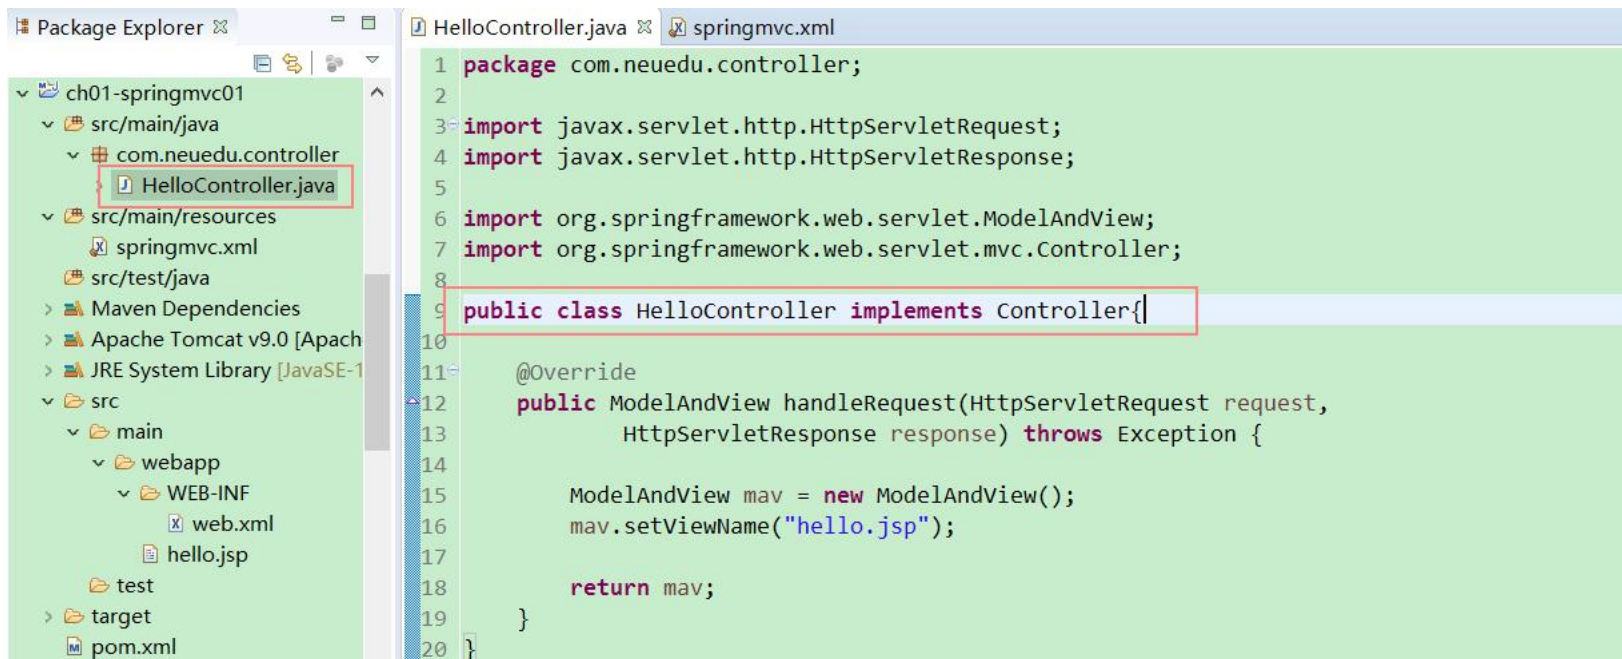 Package Explorer
ch01-springmvc01
src/main/java
com.neuedu.controller
HelloController.java
src/main/resources
springmvc.xml
src/test/java
Maven Dependencies
Apache Tomcat v9.0 [Apach
JRE System Library [JavaSE-1
src
main
webapp
WEB-INF
web.xml
hello.jsp
test
target
pom.xml
HelloController.java springmvc.xml
1 package com.neuedu.controller;
2
3 import javax.servlet.http.HttpServletRequest;
4 import javax.servlet.http.HttpServletResponse;
5
6 import org.springframework.web.servlet.ModelAndView;
7 import org.springframework.web.servlet.mvc.Controller;
8
9 public class HelloController implements Controller{
10
11 @Override
12 public ModelAndView handleRequest(HttpServletRequest request,
13 HttpServletResponse response) throws Exception {
14
15 ModelAndView mav = new ModelAndView();
16 mav.setViewName("hello.jsp");
17
18 return mav;
19 }
20 }